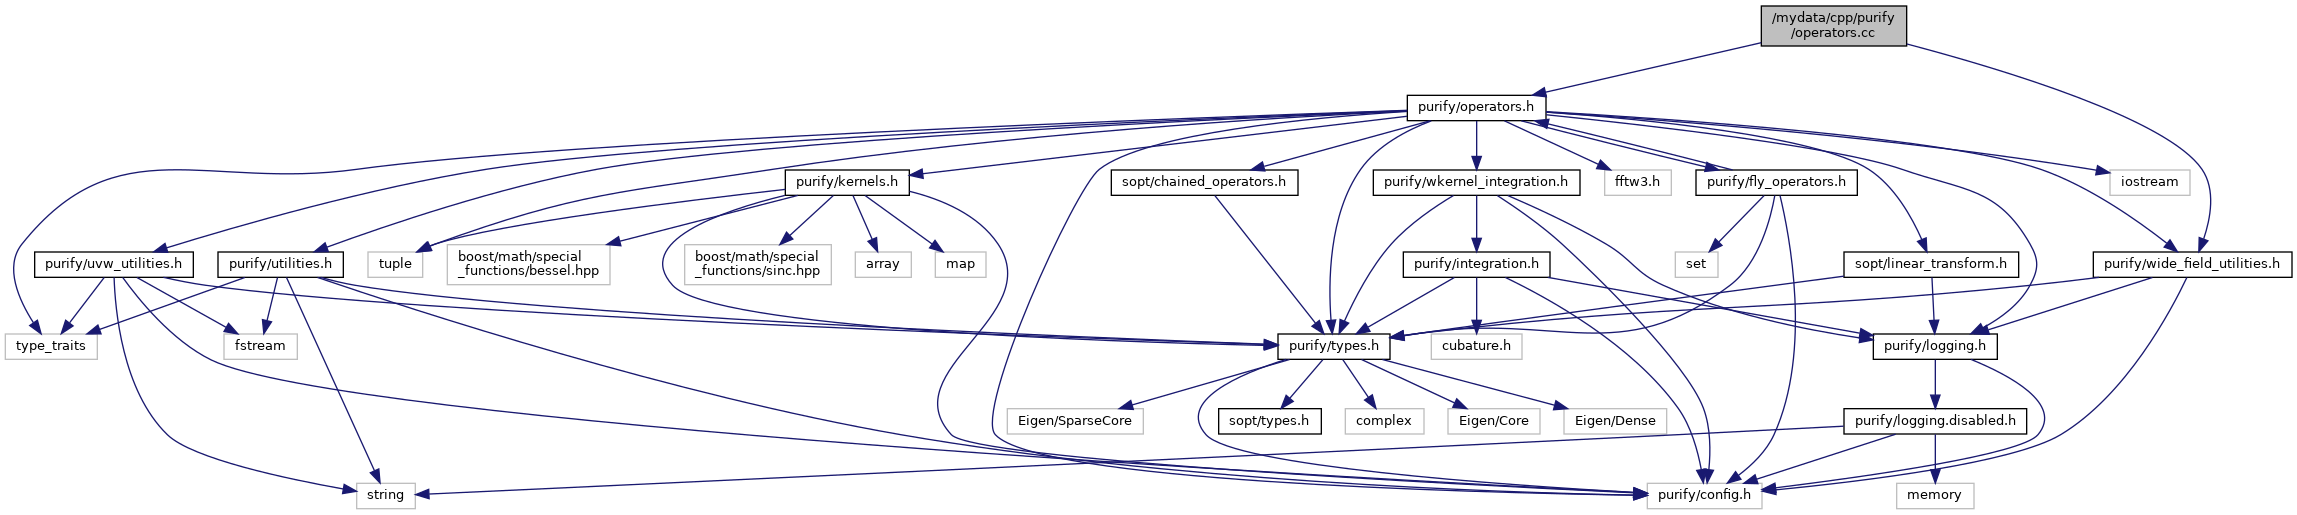 /mydata/cpp/purify
/operators.cc
purify/operators.h
purify/kernels.h
sopt/chained_operators.h
purify/wkernel_integration.h
fftw3.h
purify/fly_operators.h
iostream
purify/uvw_utilities.h
purify/utilities.h
tuple
boost/math/special
_functions/bessel.hpp
boost/math/special
_functions/sinc.hpp
array
map
purify/integration.h
set
sopt/linear_transform.h
purify/wide_field_utilities.h
type_traits
fstream
purify/types.h
cubature.h
purify/logging.h
Eigen/SparseCore
sopt/types.h
complex
Eigen/Core
Eigen/Dense
purify/logging.disabled.h
string
purify/config.h
memory